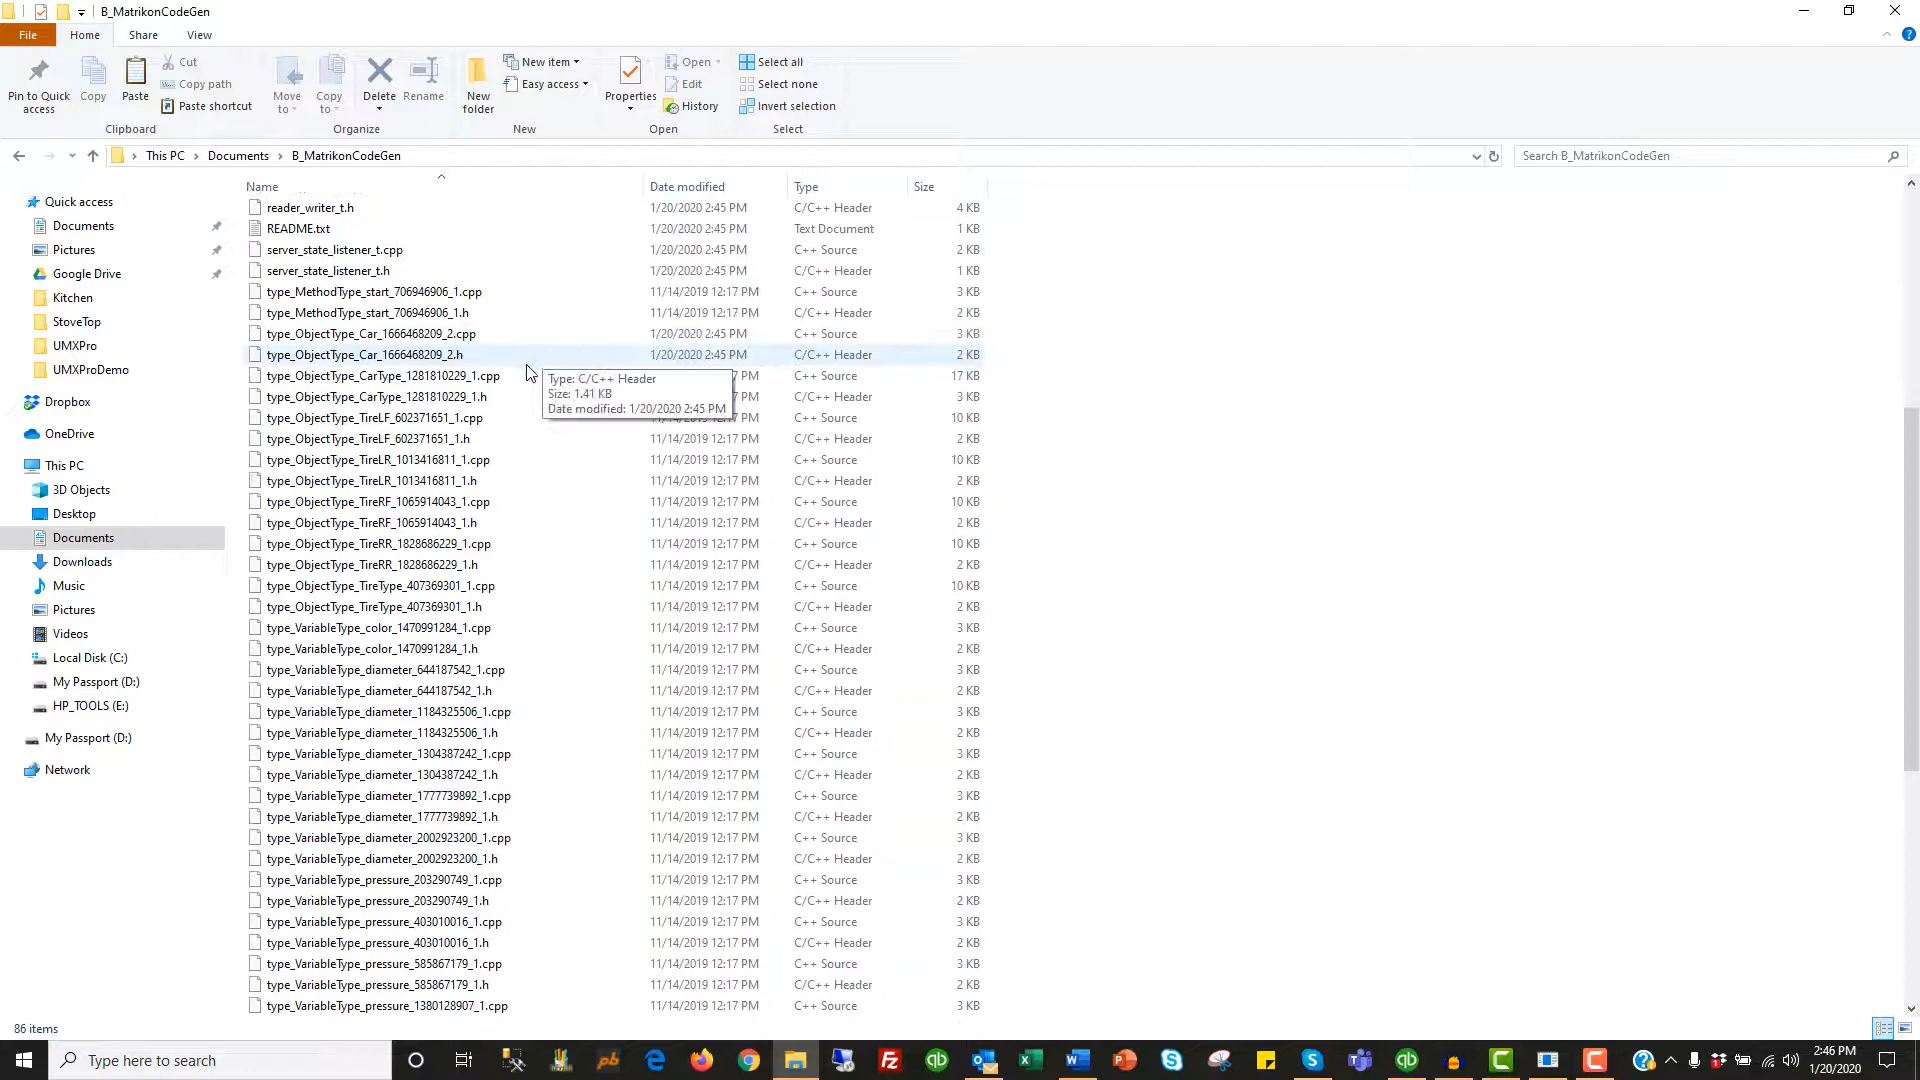 B_MatrikonCodeGen
File Home Share View
Pin to Quick access
Copy
Paste
Cut
Copy path
Paste shortcut
Clipboard
Move to
Copy to
Delete
Rename
Organize
New folder
New item
Easy access
New
Properties
Open
Edit
History
Open
Select all
Select none
Invert selection
Select
This PC > Documents > B_MatrikonCodeGen
Search B_MatrikonCodeGen
Quick access
Documents
Pictures
Google Drive
Kitchen
StoveTop
UMXPro
UMXProDemo
Dropbox
OneDrive
This PC
3D Objects
Desktop
Documents
Downloads
Music
Pictures
Videos
Local Disk (C:)
My Passport (D:)
HP_TOOLS (E:)
My Passport (D:)
Network
Name Date modified Type Size
reader_writer_t.h 1/20/2020 2:45 PM C/C++ Header 4 KB
README.txt 1/20/2020 2:45 PM Text Document 1 KB
server_state_listener_t.cpp 1/20/2020 2:45 PM C++ Source 2 KB
server_state_listener_t.h 1/20/2020 2:45 PM C/C++ Header 1 KB
type_MethodType_start_706946906_1.cpp 11/14/2019 12:17 PM C++ Source 3 KB
type_MethodType_start_706946906_1.h 11/14/2019 12:17 PM C/C++ Header 2 KB
type_ObjectType_Car_1666468209_2.cpp 1/20/2020 2:45 PM C++ Source 3 KB
type_ObjectType_Car_1666468209_2.h 1/20/2020 2:45 PM C/C++ Header 2 KB
type_ObjectType_CarType_1281810229_1.cpp 7 PM C++ Source 17 KB
type_ObjectType_CarType_1281810229_1.h 7 PM C/C++ Header 3 KB
Type: C/C++ Header
Size: 1.41 KB
Date modified: 1/20/2020 2:45 PM
type_ObjectType_TireLF_602371651_1.cpp 11/14/2019 12:17 PM C++ Source 10 KB
type_ObjectType_TireLF_602371651_1.h 11/14/2019 12:17 PM C/C++ Header 2 KB
type_ObjectType_TireLR_1013416811_1.cpp 11/14/2019 12:17 PM C++ Source 10 KB
type_ObjectType_TireLR_1013416811_1.h 11/14/2019 12:17 PM C/C++ Header 2 KB
type_ObjectType_TireRF_1065914043_1.cpp 11/14/2019 12:17 PM C++ Source 10 KB
type_ObjectType_TireRF_1065914043_1.h 11/14/2019 12:17 PM C/C++ Header 2 KB
type_ObjectType_TireRR_1828686229_1.cpp 11/14/2019 12:17 PM C++ Source 10 KB
type_ObjectType_TireRR_1828686229_1.h 11/14/2019 12:17 PM C/C++ Header 2 KB
type_ObjectType_TireType_407369301_1.cpp 11/14/2019 12:17 PM C++ Source 10 KB
type_ObjectType_TireType_407369301_1.h 11/14/2019 12:17 PM C/C++ Header 2 KB
type_VariableType_color_1470991284_1.cpp 11/14/2019 12:17 PM C++ Source 3 KB
type_VariableType_color_1470991284_1.h 11/14/2019 12:17 PM C/C++ Header 2 KB
type_VariableType_diameter_644187542_1.cpp 11/14/2019 12:17 PM C++ Source 3 KB
type_VariableType_diameter_644187542_1.h 11/14/2019 12:17 PM C/C++ Header 2 KB
type_VariableType_diameter_1184325506_1.cpp 11/14/2019 12:17 PM C++ Source 3 KB
type_VariableType_diameter_1184325506_1.h 11/14/2019 12:17 PM C/C++ Header 2 KB
type_VariableType_diameter_1304387242_1.cpp 11/14/2019 12:17 PM C++ Source 3 KB
type_VariableType_diameter_1304387242_1.h 11/14/2019 12:17 PM C/C++ Header 2 KB
type_VariableType_diameter_1777739892_1.cpp 11/14/2019 12:17 PM C++ Source 3 KB
type_VariableType_diameter_1777739892_1.h 11/14/2019 12:17 PM C/C++ Header 2 KB
type_VariableType_diameter_2002923200_1.cpp 11/14/2019 12:17 PM C++ Source 3 KB
type_VariableType_diameter_2002923200_1.h 11/14/2019 12:17 PM C/C++ Header 2 KB
type_VariableType_pressure_203290749_1.cpp 11/14/2019 12:17 PM C++ Source 3 KB
type_VariableType_pressure_203290749_1.h 11/14/2019 12:17 PM C/C++ Header 2 KB
type_VariableType_pressure_403010016_1.cpp 11/14/2019 12:17 PM C++ Source 3 KB
type_VariableType_pressure_403010016_1.h 11/14/2019 12:17 PM C/C++ Header 2 KB
type_VariableType_pressure_585867179_1.cpp 11/14/2019 12:17 PM C++ Source 3 KB
type_VariableType_pressure_585867179_1.h 11/14/2019 12:17 PM C/C++ Header 2 KB
type_VariableType_pressure_1380128907_1.cpp 11/14/2019 12:17 PM C++ Source 3 KB
86 items
Type here to search
2:46 PM
1/20/2020